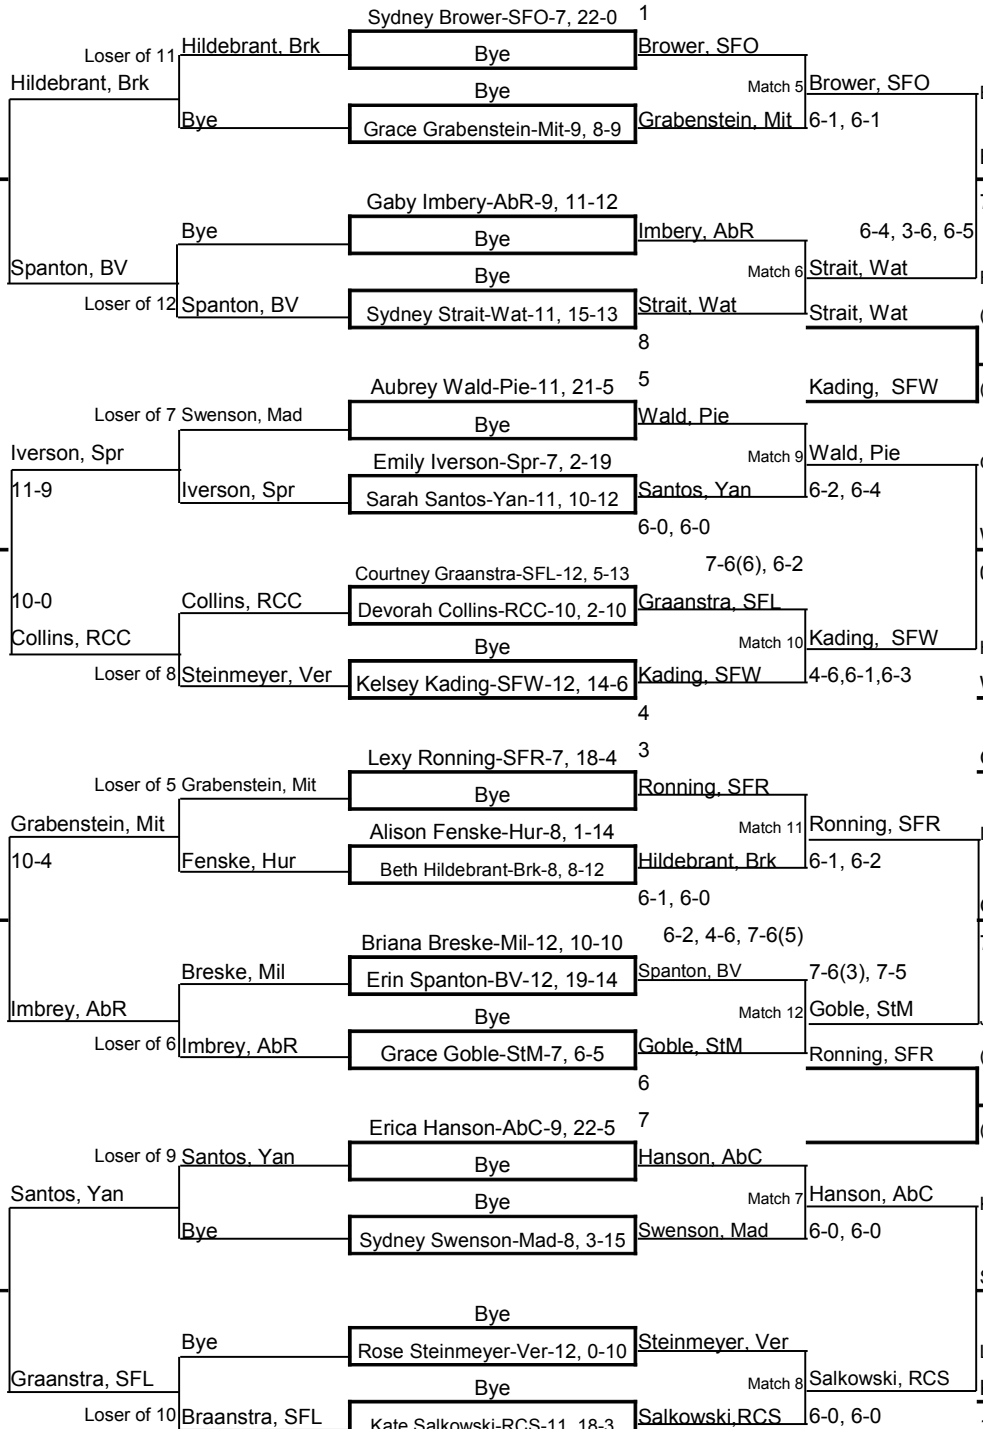 Sydney Brower-SFO-7, 22-0 1
Loser of 11 Hildebrant, Brk Bye Brower, SFO
Hildebrant, Brk Bye Match 5 Brower, SFO
Bye Grace Grabenstein-Mit-9, 8-9 Grabenstein, Mit 6-1, 6-1
Gaby Imbery-AbR-9, 11-12
Bye Bye Imbery, AbR 6-4, 3-6, 6-5
Spanton, BV Bye Match 6 Strait, Wat
Loser of 12 Spanton, BV Sydney Strait-Wat-11, 15-13 Strait, Wat Strait, Wat
8
Aubrey Wald-Pie-11, 21-5 5 Kading, SFW
Loser of 7 Swenson, Mad Bye Wald, Pie
Iverson, Spr Emily Iverson-Spr-7, 2-19 Match 9 Wald, Pie
11-9 Iverson, Spr Sarah Santos-Yan-11, 10-12 Santos, Yan 6-2, 6-4
6-0, 6-0
Courtney Graanstra-SFL-12, 5-13 7-6(6), 6-2
10-0 Collins, RCC Devorah Collins-RCC-10, 2-10 Graanstra, SFL
Collins, RCC Bye Match 10 Kading, SFW
Loser of 8 Steinmeyer, Ver Kelsey Kading-SFW-12, 14-6 Kading, SFW 4-6,6-1,6-3
4
Lexy Ronning-SFR-7, 18-4 3
Loser of 5 Grabenstein, Mit Bye Ronning, SFR
Grabenstein, Mit Alison Fenske-Hur-8, 1-14 Match 11 Ronning, SFR
10-4 Fenske, Hur Beth Hildebrant-Brk-8, 8-12 Hildebrant, Brk 6-1, 6-2
6-1, 6-0
Briana Breske-Mil-12, 10-10 6-2, 4-6, 7-6(5)
Breske, Mil Erin Spanton-BV-12, 19-14 Spanton, BV 7-6(3), 7-5
Imbrey, AbR Bye Match 12 Goble, StM
Loser of 6 Imbrey, AbR Grace Goble-StM-7, 6-5 Goble, StM Ronning, SFR
6
Erica Hanson-AbC-9, 22-5 7
Loser of 9 Santos, Yan Bye Hanson, AbC
Santos, Yan Bye Match 7 Hanson, AbC
Bye Sydney Swenson-Mad-8, 3-15 Swenson, Mad 6-0, 6-0
Bye
Bye Rose Steinmeyer-Ver-12, 0-10 Steinmeyer, Ver
Graanstra, SFL Bye Match 8 Salkowski, RCS
Loser of 10 Braanstra, SFL Kate Salkowski-RCS-11, 18-3 Salkowski,RCS 6-0, 6-0